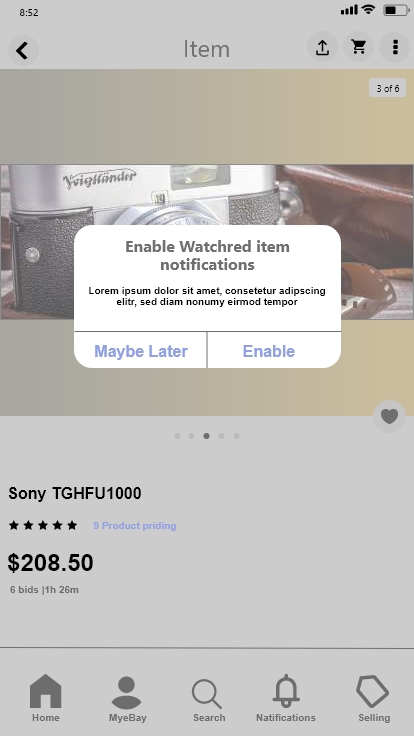 8:52
Item
3 of 6
Voigtländer
Enable Watchred item
notifications
Lorem ipsum dolor sit amet, consetetur adipscing
elitr, sed diam nonumy eirmod tempor
Maybe Later
Enable
Sony TGHFU1000
9 Product priding
$208.50
6 bids |1h 26m
Home
MyeBay
Search
Natifications
Selling